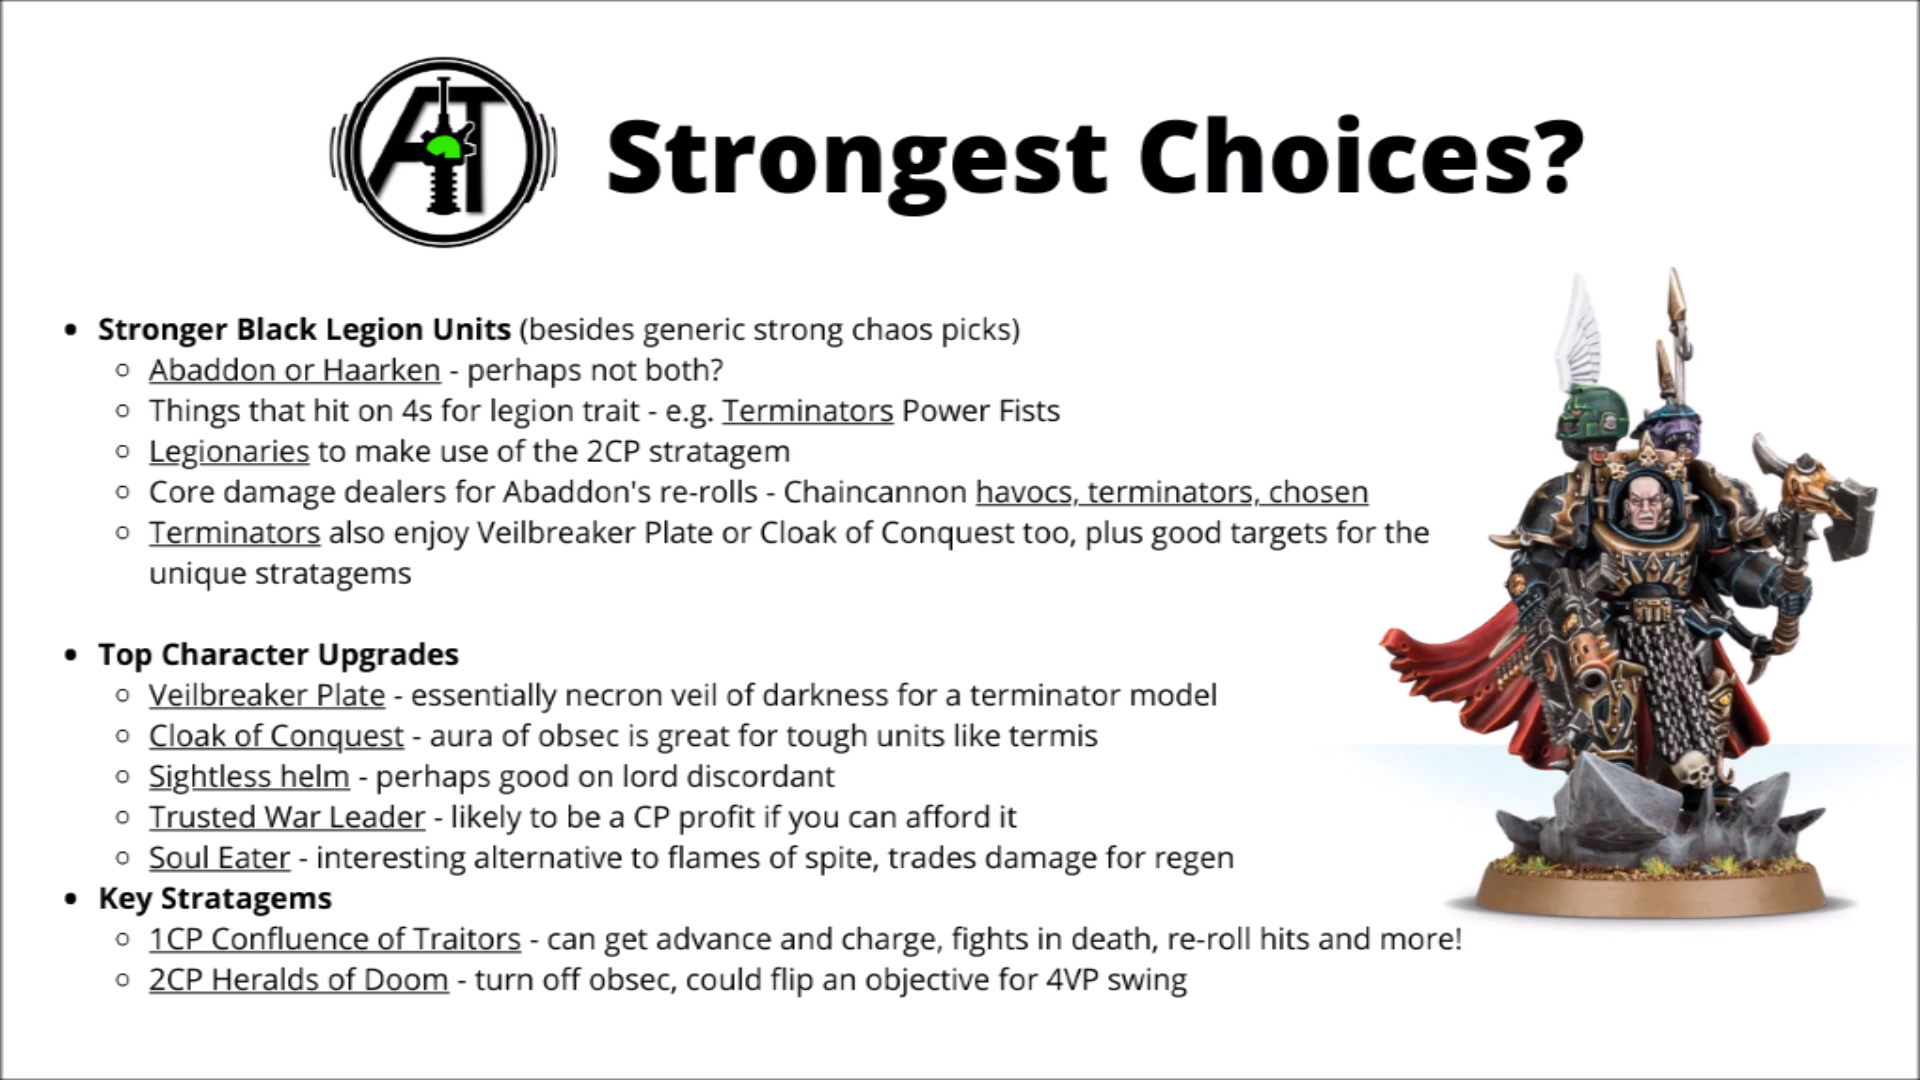 AT
Strongest Choices?
• Stronger Black Legion Units (besides generic strong chaos picks)
○ Abaddon or Haarken - perhaps not both?
○ Things that hit on 4s for legion trait - e.g. Terminators Power Fists
○ Legionaries to make use of the 2CP stratagem
○ Core damage dealers for Abaddon's re-rolls - Chaincannon havocs, terminators, chosen
○ Terminators also enjoy Veilbreaker Plate or Cloak of Conquest too, plus good targets for the
unique stratagems
• Top Character Upgrades
○ Veilbreaker Plate - essentially necron veil of darkness for a terminator model
○ Cloak of Conquest - aura of obsec is great for tough units like termis
○ Sightless helm - perhaps good on lord discordant
○ Trusted War Leader - likely to be a CP profit if you can afford it
○ Soul Eater - interesting alternative to flames of spite, trades damage for regen
• Key Stratagems
○ 1CP Confluence of Traitors - can get advance and charge, fights in death, re-roll hits and more!
○ 2CP Heralds of Doom - turn off obsec, could flip an objective for 4VP swing